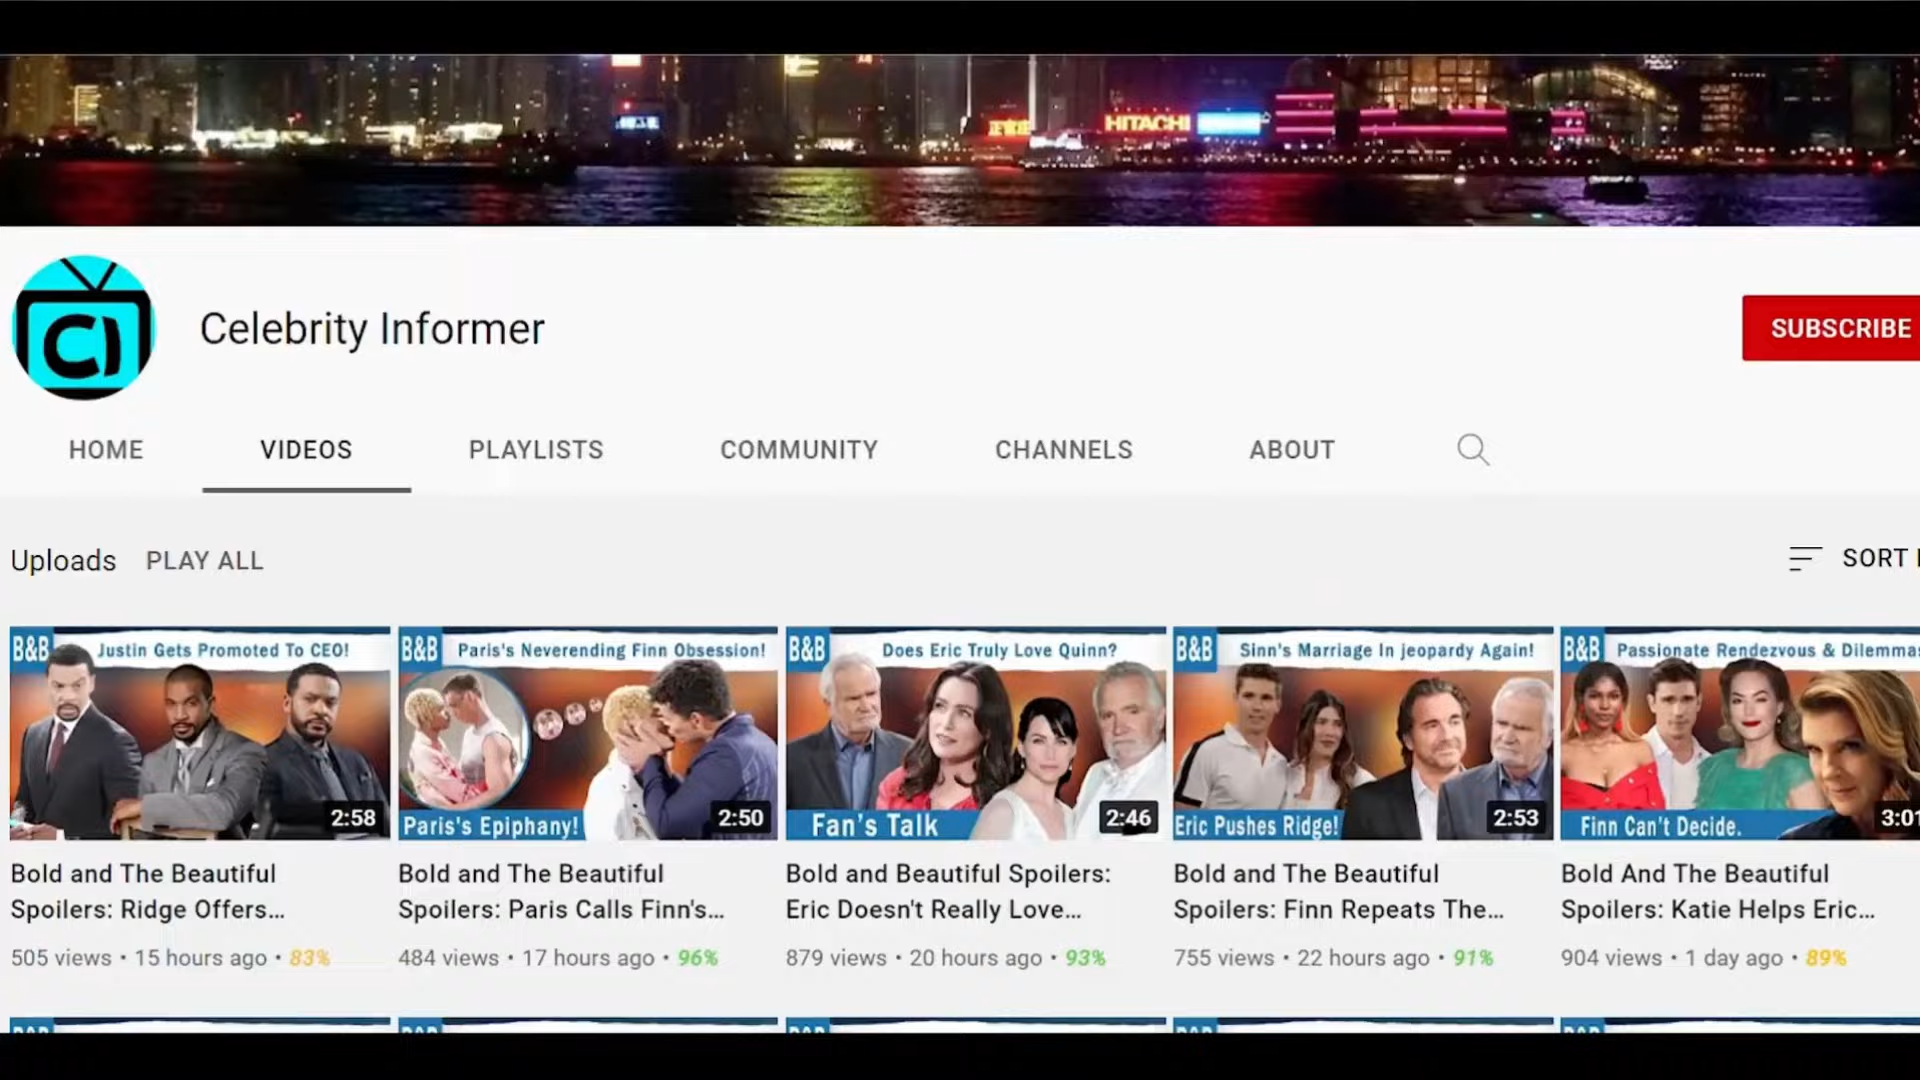 HITACHI
CI
Celebrity Informer
SUBSCRIBE
HOME
VIDEOS
PLAYLISTS
COMMUNITY
CHANNELS
ABOUT
Uploads
PLAY ALL
SORT
B&B
Justin Gets Promoted To CEO!
2:58
B&B
Paris's Neverending Finn Obsession!
Paris's Epiphany!
2:50
B&B
Does Eric Truly Love Quinn?
Fan's Talk
2:46
B&B
Sinn's Marriage In jeopardy Again!
Eric Pushes Ridge!
2:53
B&B
Passionate Rendezvous & Dilemmas
Finn Can't Decide.
3:01
Bold and The Beautiful
Spoilers: Ridge Offers...
505 views • 15 hours ago • 83%
Bold and The Beautiful
Spoilers: Paris Calls Finn's...
484 views • 17 hours ago • 96%
Bold and Beautiful Spoilers:
Eric Doesn't Really Love...
879 views • 20 hours ago • 93%
Bold and The Beautiful
Spoilers: Finn Repeats The...
755 views • 22 hours ago • 91%
Bold And The Beautiful
Spoilers: Katie Helps Eric...
904 views • 1 day ago • 89%